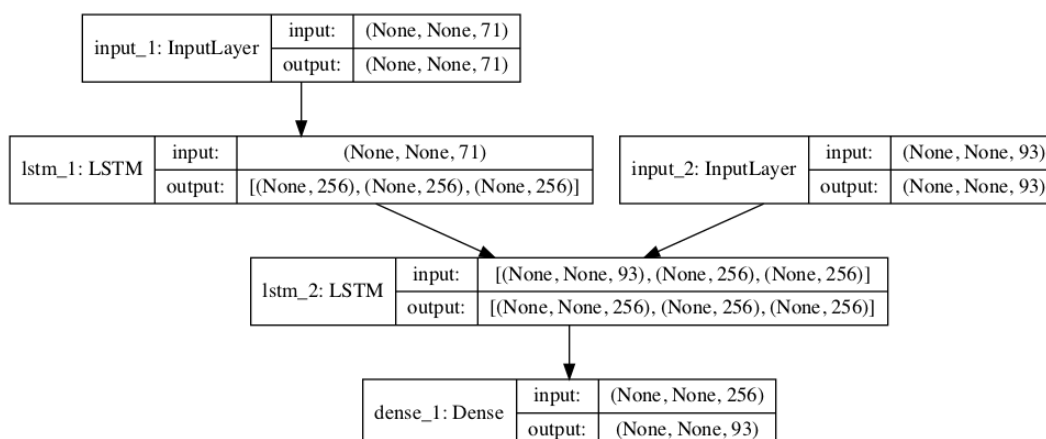 input_1: InputLayer
input: (None, None, 71)
output: (None, None, 71)
lstm_1: LSTM
input: (None, None, 71)
output: [(None, 256), (None, 256), (None, 256)]
input_2: InputLayer
input: (None, None, 93)
output: (None, None, 93)
lstm_2: LSTM
input: [(None, None, 93), (None, 256), (None, 256)]
output: [(None, None, 256), (None, 256), (None, 256)]
dense_1: Dense
input: (None, None, 256)
output: (None, None, 93)